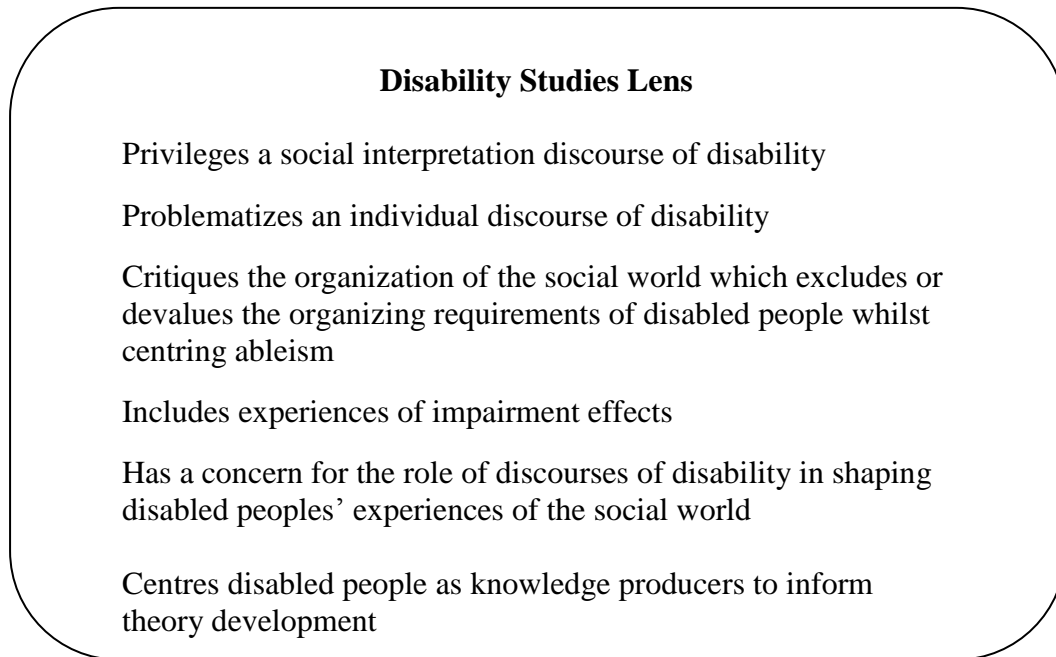 Disability Studies Lens
Privileges a social interpretation discourse of disability
Problematizes an individual discourse of disability
Critiques the organization of the social world which excludes or
devalues the organizing requirements of disabled people whilst
centring ableism
Includes experiences of impairment effects
Has a concern for the role of discourses of disability in shaping
disabled peoples’ experiences of the social world
Centres disabled people as knowledge producers to inform
theory development